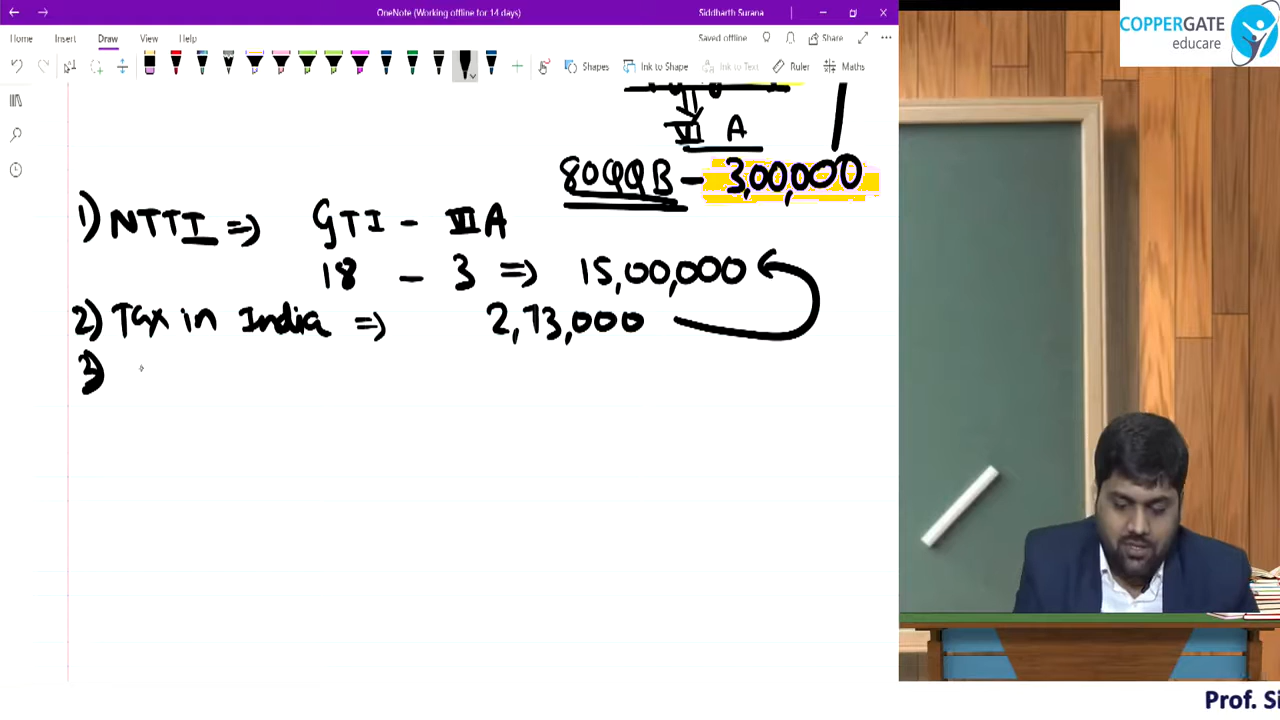 OneNote (Working offline for 14 days)
Siddharth Surana
Home Insert Draw View Help
Saved offline
Share
Shapes
Ink to Shape
Ink to Text
Ruler
Maths
COPPERGATE
educare
VI A
80QQB - 3,00,000
1) NTTI => GTI - VIA
18 - 3 => 15,00,000
2) Tax in India => 2,73,000
3)
Prof. Si